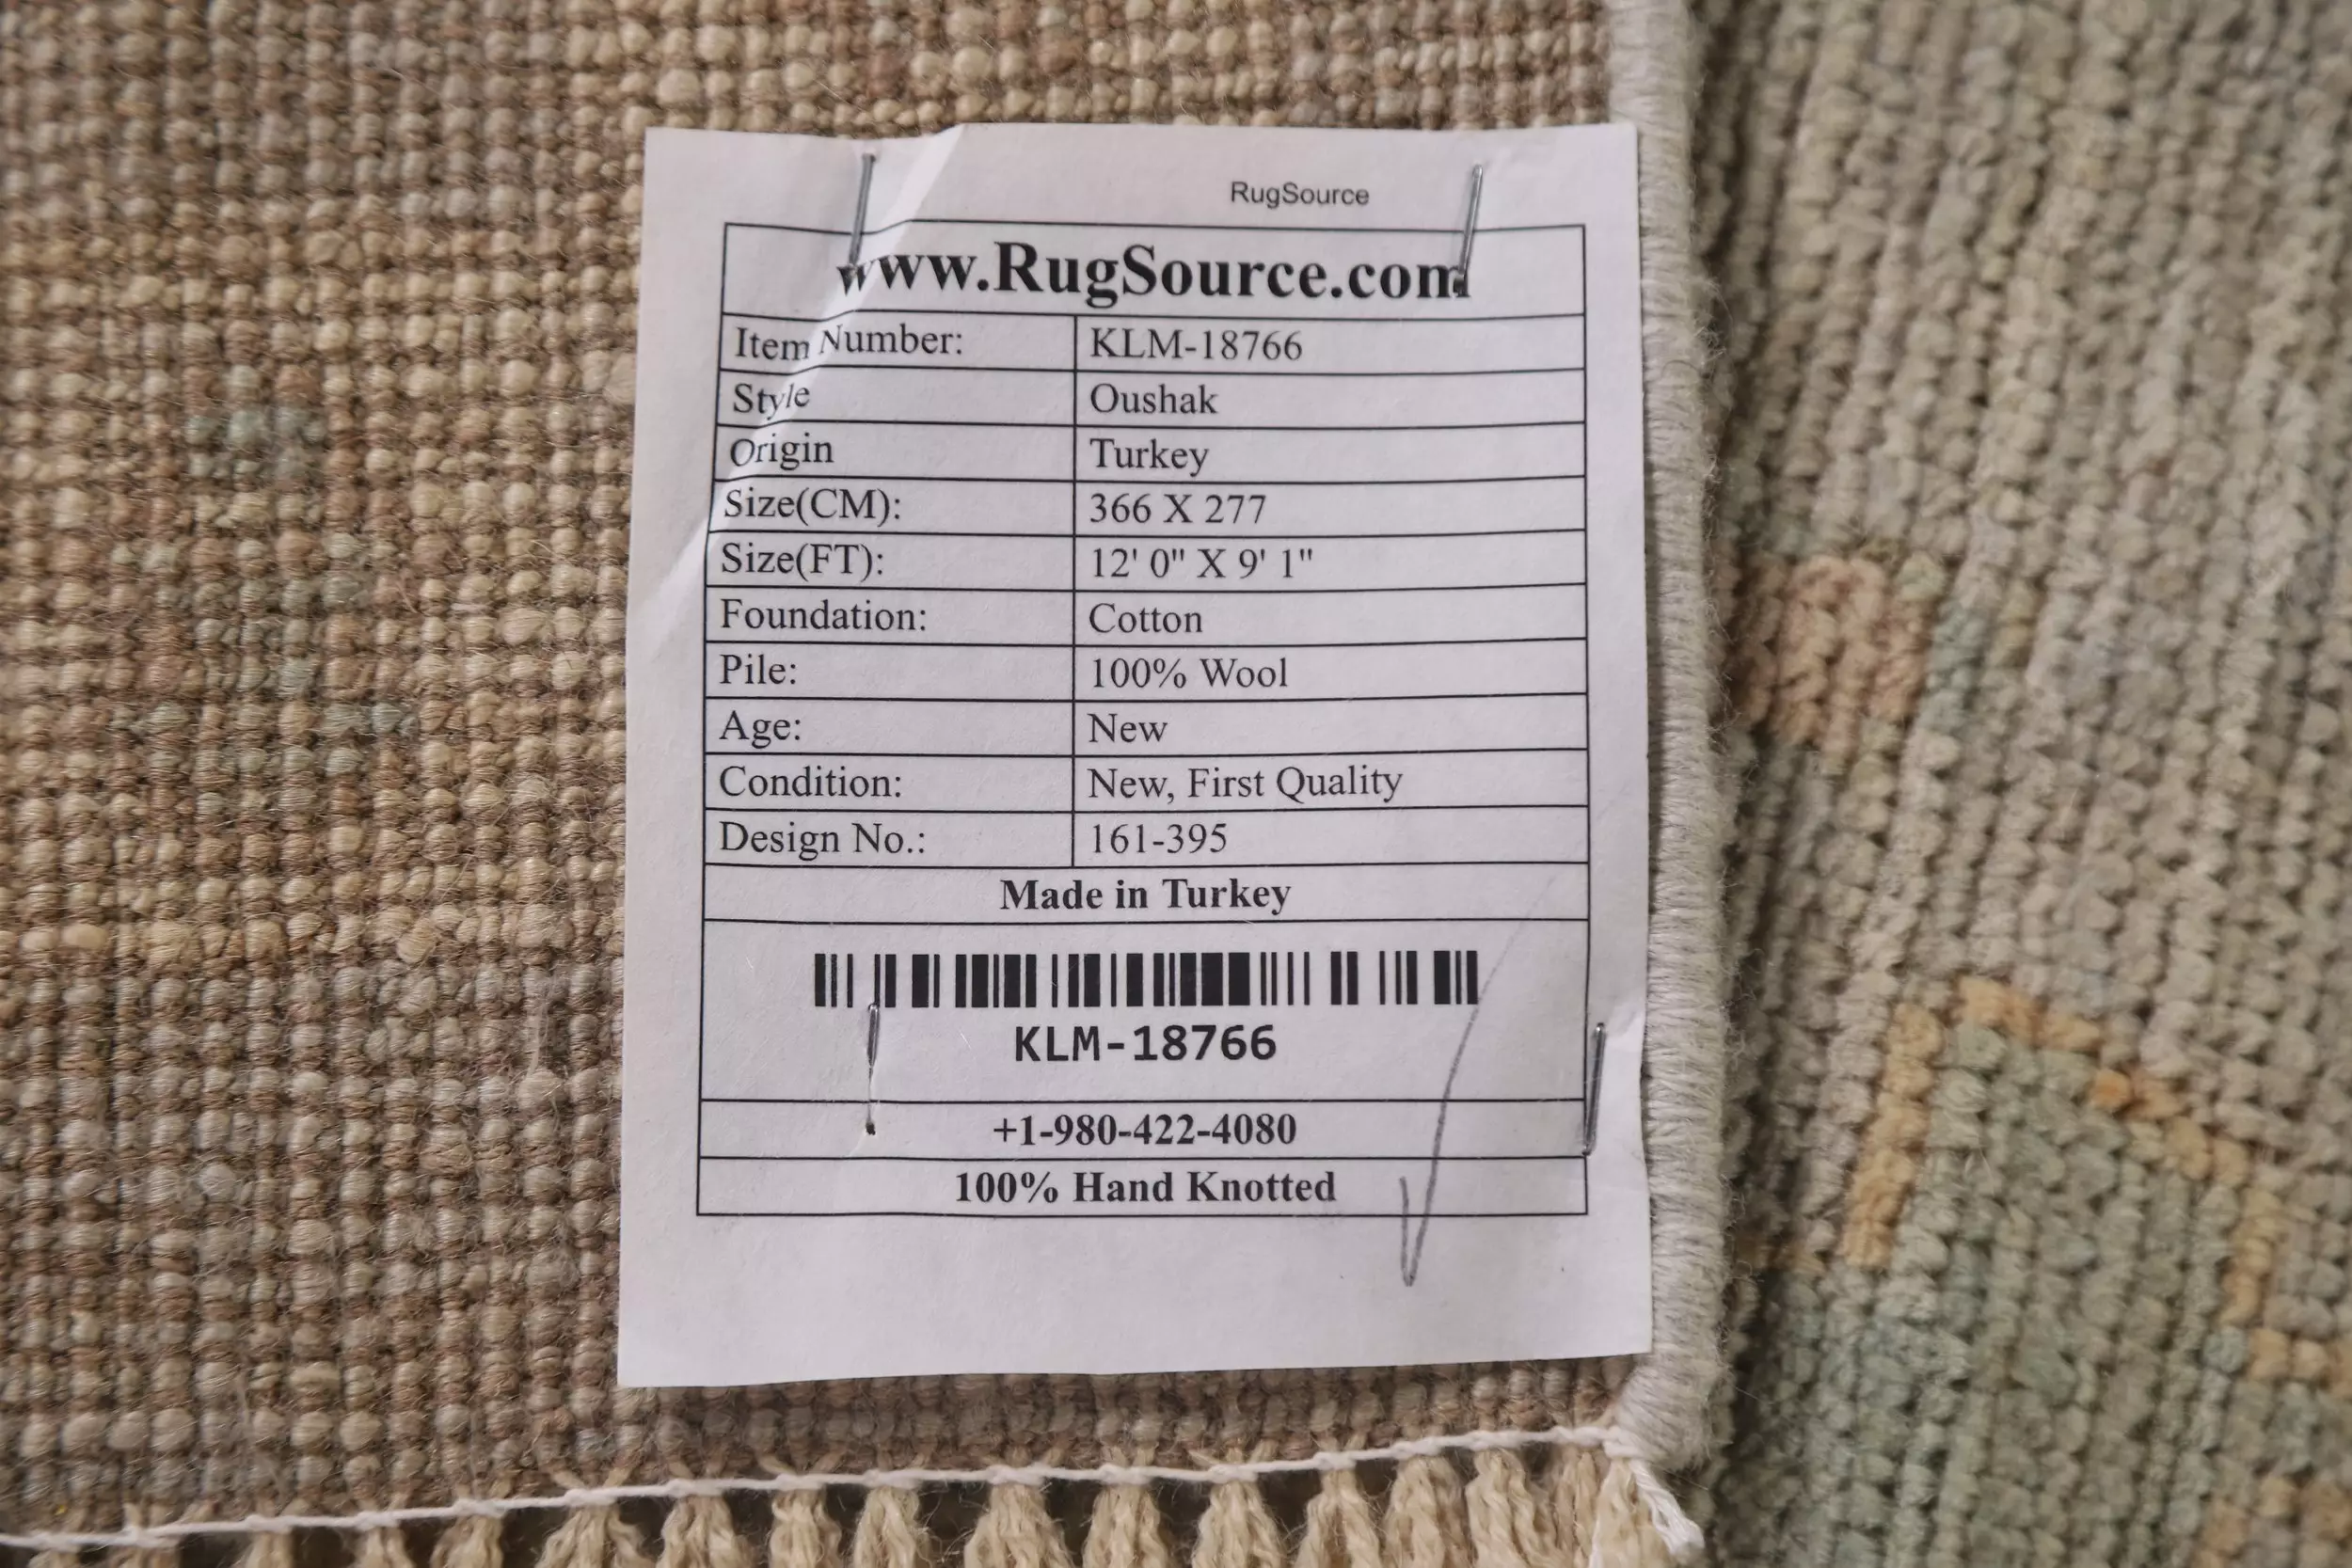 RugSource
www.RugSource.com
Item Number: KLM-18766
Style Oushak
Origin Turkey
Size(CM): 366 X 277
Size(FT): 12' 0" X 9' 1"
Foundation: Cotton
Pile: 100% Wool
Age: New
Condition: New, First Quality
Design No.: 161-395
Made in Turkey
KLM-18766
+1-980-422-4080
100% Hand Knotted